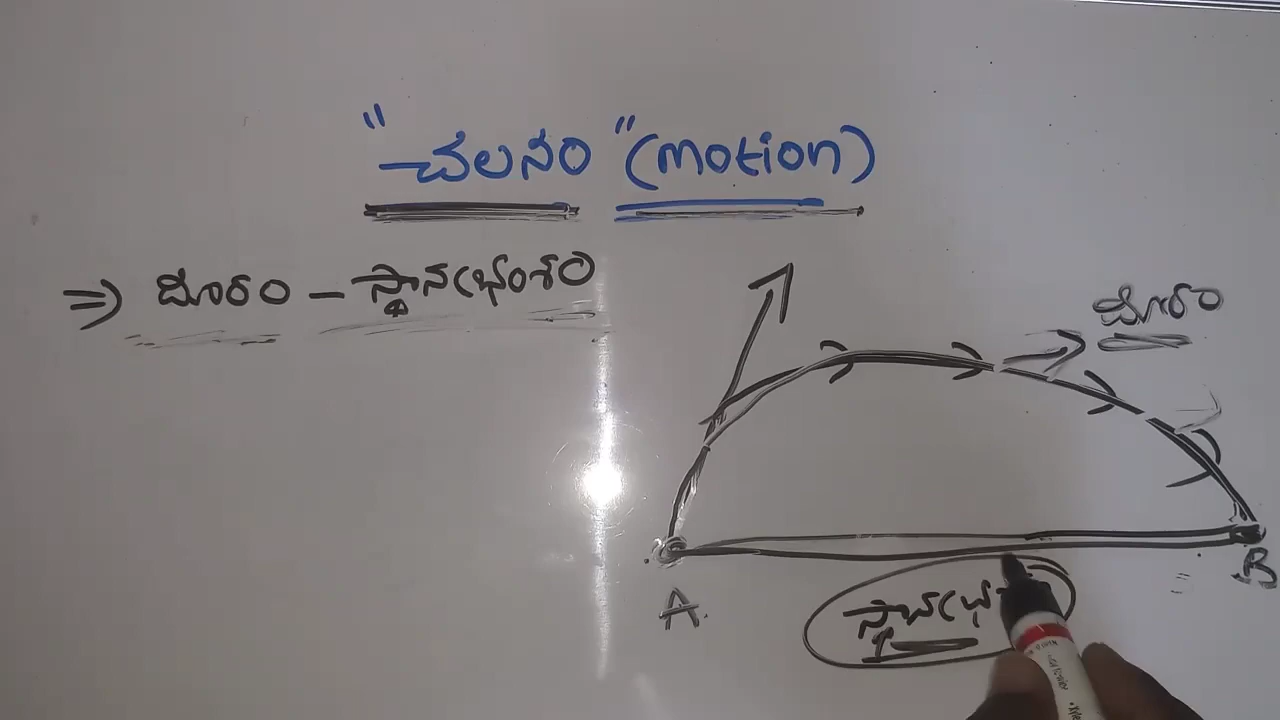 "చలనం" (motion)
⇒ దూరం - స్థానభ్రంశం
దూరం
A.
B